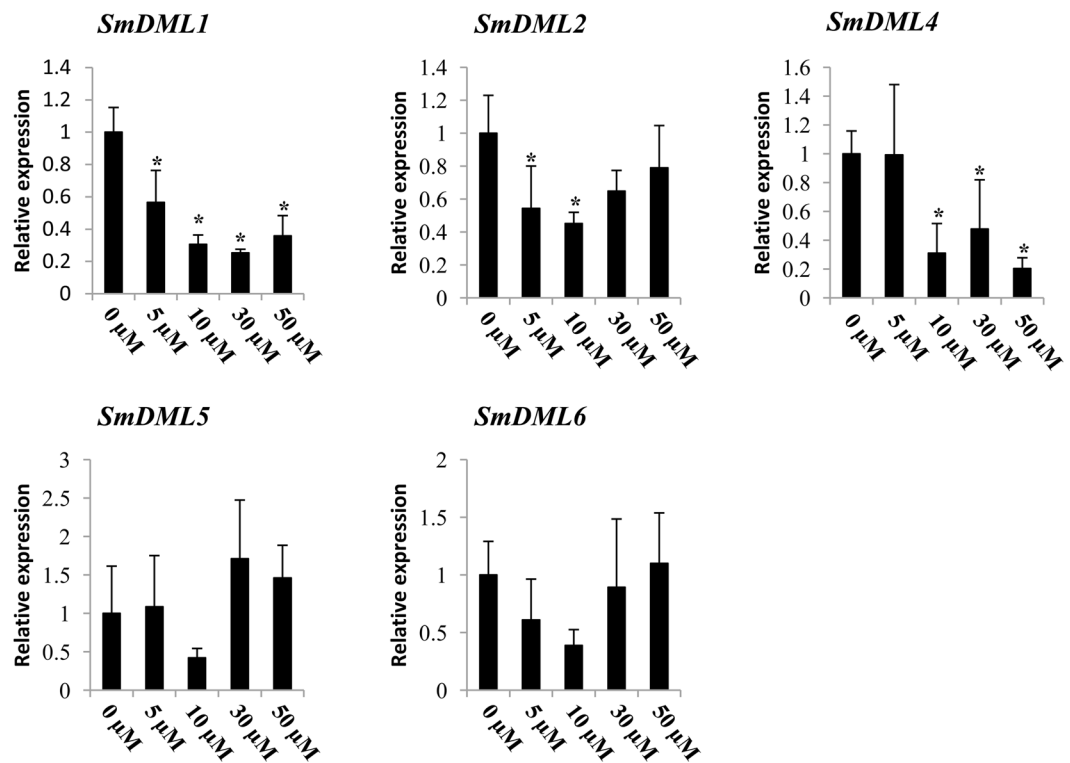 SmDML1
Relative expression
1.4
1.2
1
0.8
0.6
0.4
0.2
0
*
*
*
*
0 µM
5 µM
10 µM
30 µM
50 µM
SmDML2
Relative expression
1.4
1.2
1
0.8
0.6
0.4
0.2
0
*
*
0 µM
5 µM
10 µM
30 µM
50 µM
SmDML4
Relative expression
1.6
1.4
1.2
1
0.8
0.6
0.4
0.2
0
*
*
*
0 µM
5 µM
10 µM
30 µM
50 µM
SmDML5
Relative expression
3
2.5
2
1.5
1
0.5
0
0 µM
5 µM
10 µM
30 µM
50 µM
SmDML6
Relative expression
2
1.5
1
0.5
0
0 µM
5 µM
10 µM
30 µM
50 µM